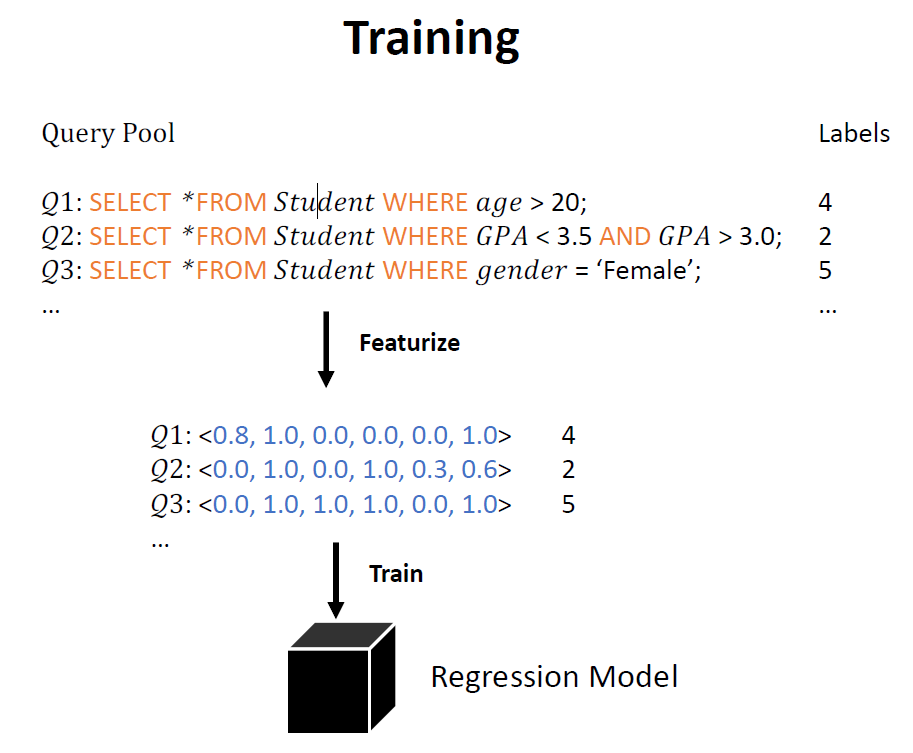 Training
Query Pool Labels
Q1: SELECT *FROM Student WHERE age > 20; 4
Q2: SELECT *FROM Student WHERE GPA < 3.5 AND GPA > 3.0; 2
Q3: SELECT *FROM Student WHERE gender = ‘Female’; 5
... ...
Featurize
Q1: <0.8, 1.0, 0.0, 0.0, 0.0, 1.0> 4
Q2: <0.0, 1.0, 0.0, 1.0, 0.3, 0.6> 2
Q3: <0.0, 1.0, 1.0, 1.0, 0.0, 1.0> 5
...
Train
Regression Model